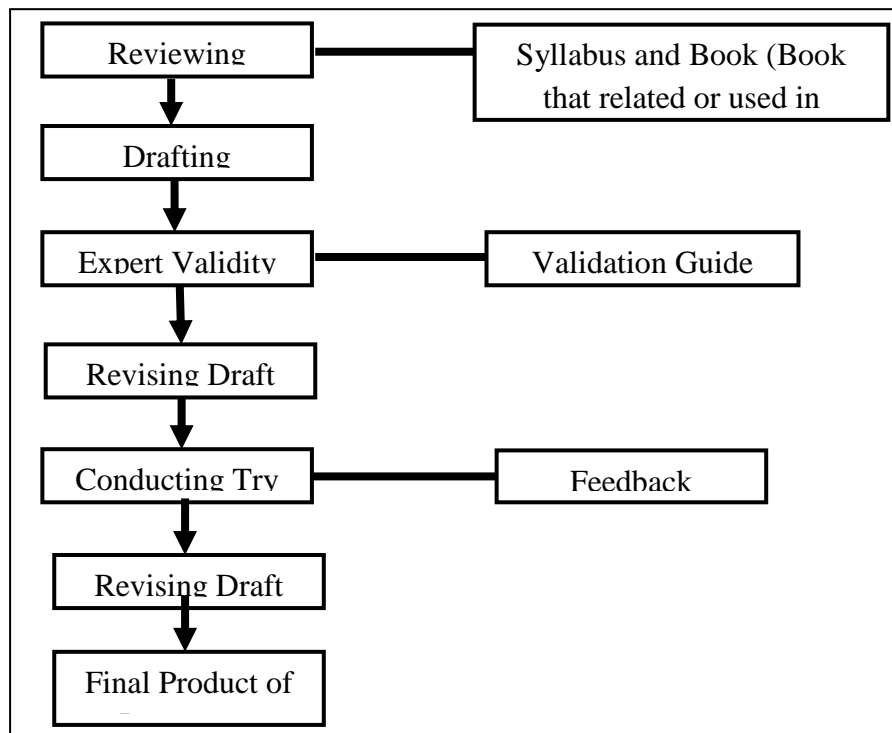 Reviewing
Syllabus and Book (Book
that related or used in
Drafting
Expert Validity
Validation Guide
Revising Draft
Conducting Try
Feedback
Revising Draft
Final Product of